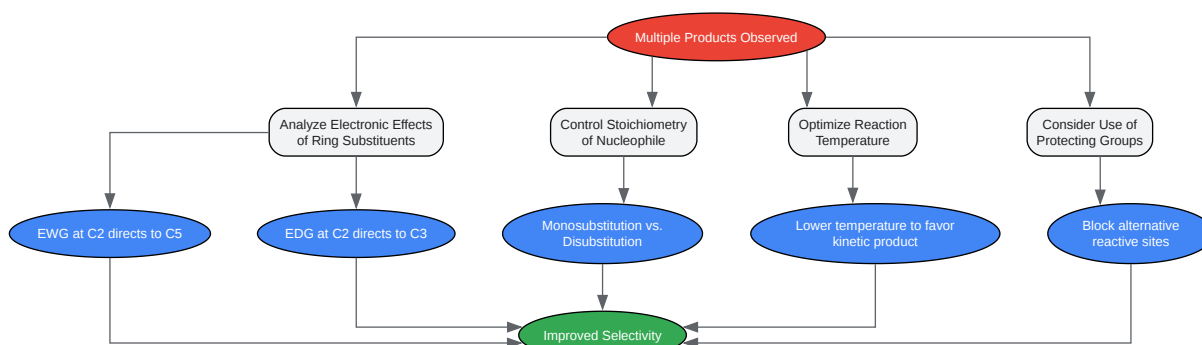 Multiple Products Observed
Analyze Electronic Effects
of Ring Substituents
Control Stoichiometry
of Nucleophile
Optimize Reaction
Temperature
Consider Use of
Protecting Groups
EWG at C2 directs to C5
EDG at C2 directs to C3
Monosubstitution vs.
Disubstitution
Lower temperature to favor
kinetic product
Block alternative
reactive sites
Improved Selectivity